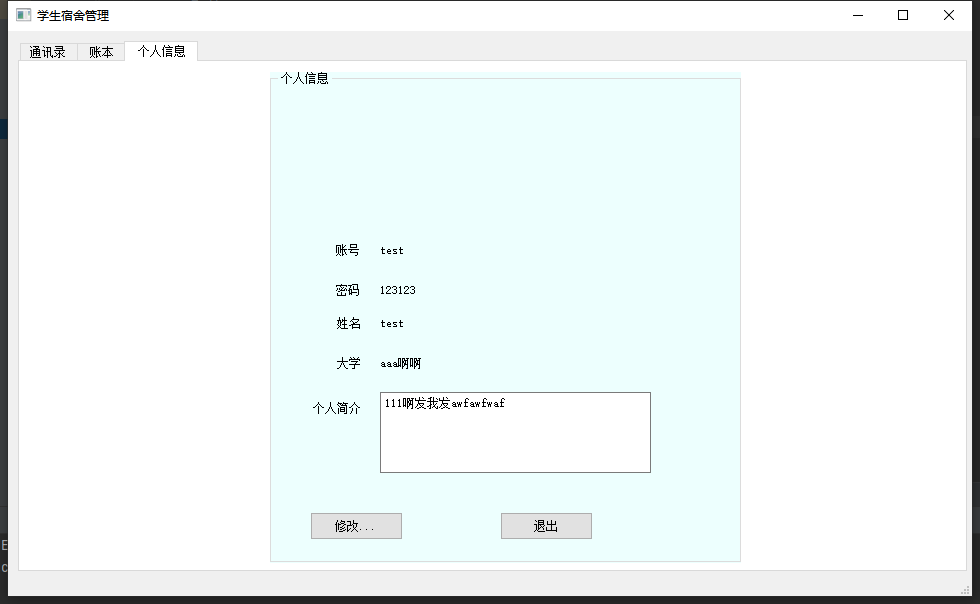 学生宿舍管理
通讯录 账本 个人信息
个人信息
账号 test
密码 123123
姓名 test
大学 aaa啊啊
个人简介 111啊发我发awfawfwaf
修改... 退出
E
c